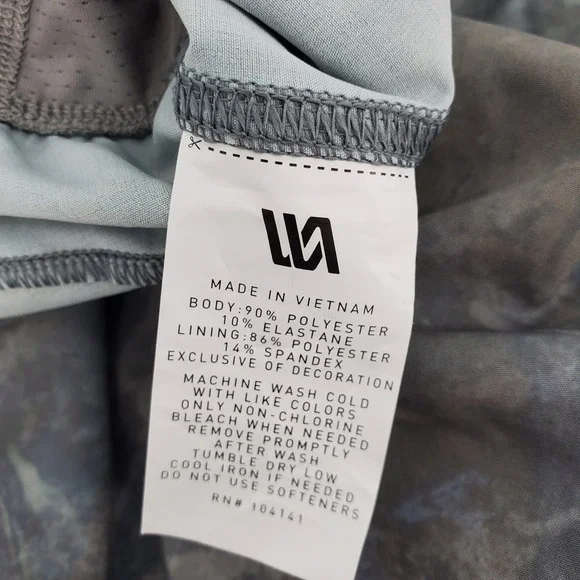 MADE IN VIETNAM
BODY:90% POLYESTER
10% ELASTANE
LINING:86% POLYESTER
14% SPANDEX
EXCLUSIVE OF DECORATION
MACHINE WASH COLD
WITH LIKE COLORS
ONLY NON-CHLORINE
BLEACH WHEN NEEDED
REMOVE PROMPTLY
AFTER WASH
TUMBLE DRY LOW
COOL IRON IF NEEDED
DO NOT USE SOFTENERS
RN# 104141